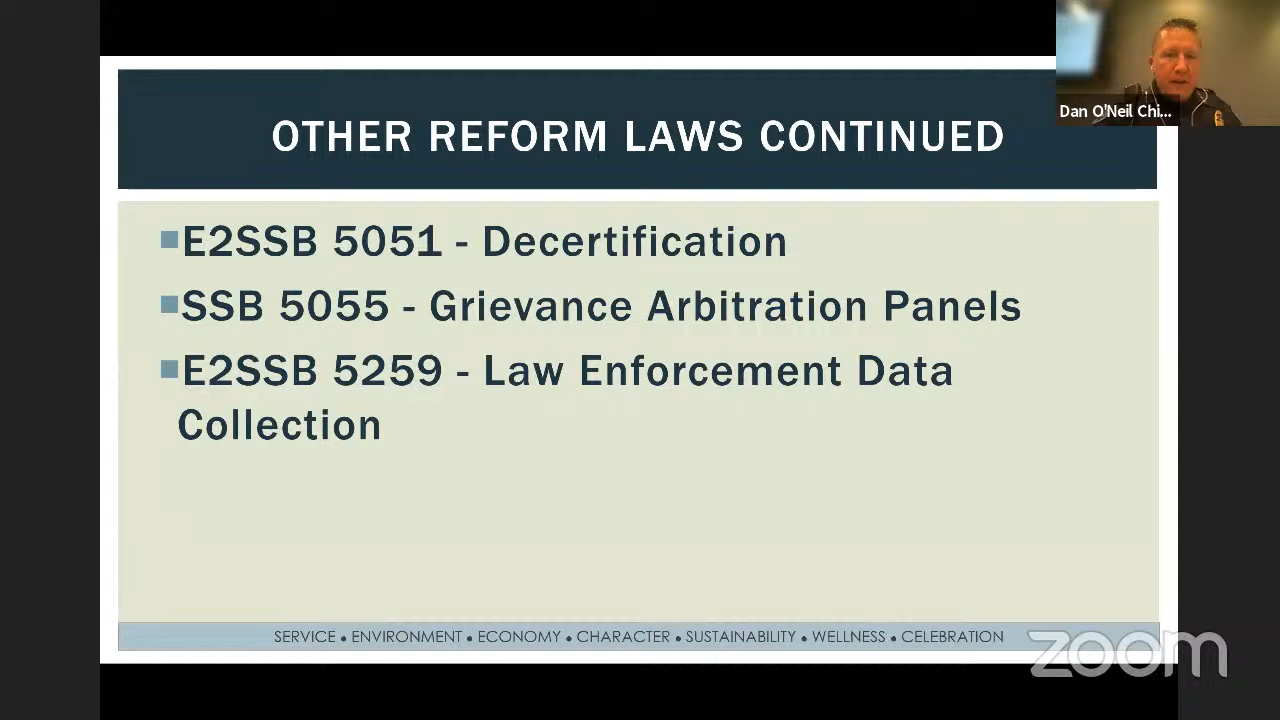 OTHER REFORM LAWS CONTINUED
Dan O'Neil Chi...
E2SSB 5051 - Decertification
SSB 5055 - Grievance Arbitration Panels
E2SSB 5259 - Law Enforcement Data
Collection
SERVICE • ENVIRONMENT • ECONOMY • CHARACTER • SUSTAINABILITY • WELLNESS • CELEBRATION
zoom